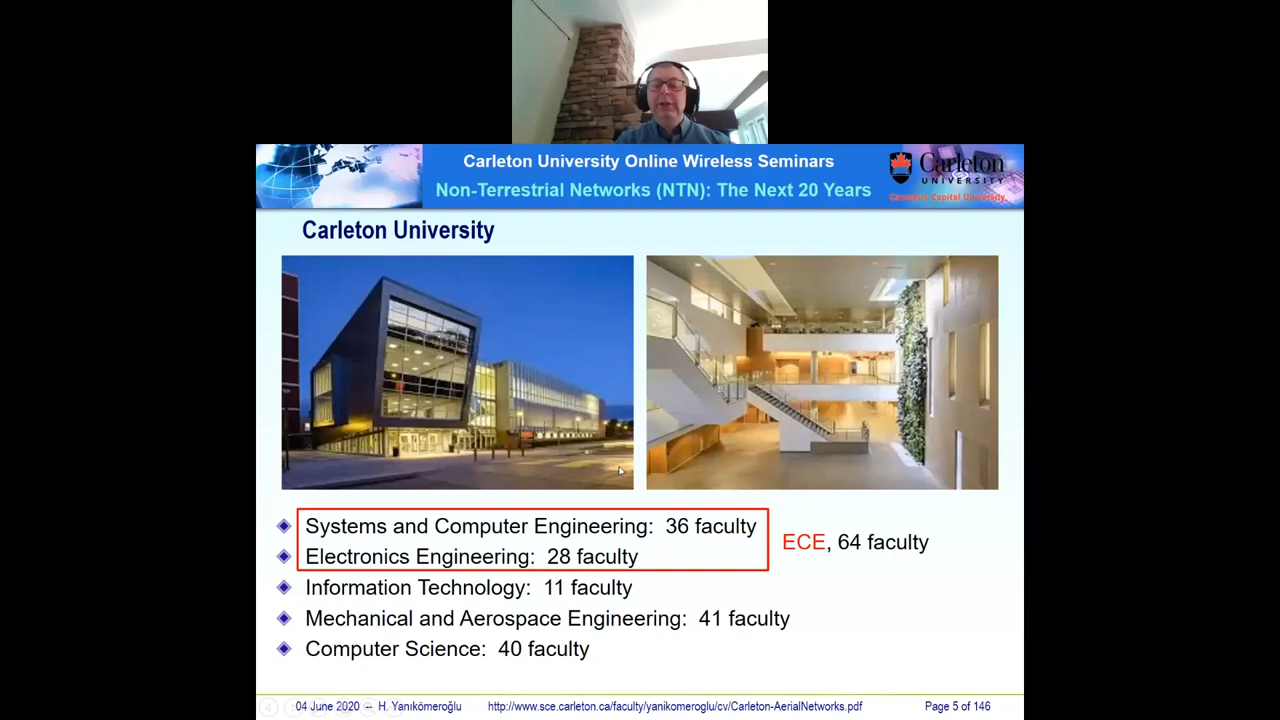 Carleton University Online Wireless Seminars
Non-Terrestrial Networks (NTN): The Next 20 Years
Carleton
UNIVERSITY
Canada's Capital University
Carleton University
Systems and Computer Engineering: 36 faculty
Electronics Engineering: 28 faculty
ECE, 64 faculty
Information Technology: 11 faculty
Mechanical and Aerospace Engineering: 41 faculty
Computer Science: 40 faculty
04 June 2020 – H. Yanıkömeroğlu http://www.sce.carleton.ca/faculty/yanikomeroglu/cv/Carleton-AerialNetworks.pdf Page 5 of 146